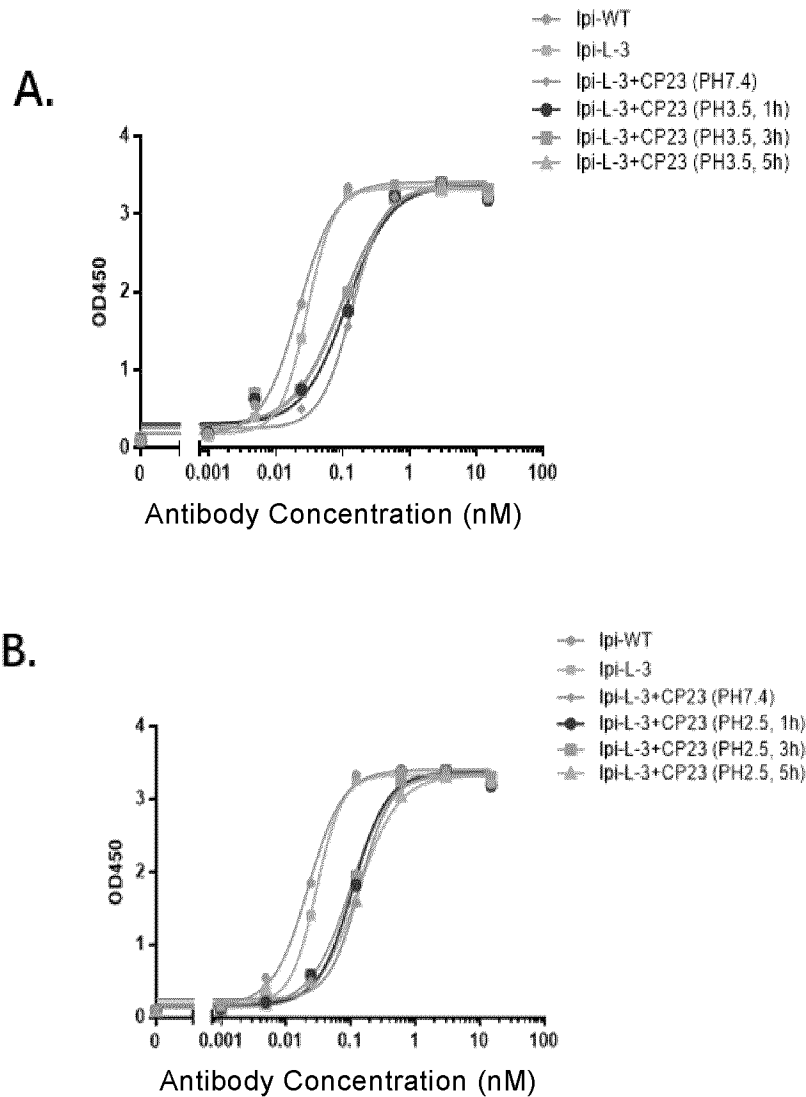 A.
Ipi-WT
Ipi-L-3
Ipi-L-3+CP23 (PH7.4)
Ipi-L-3+CP23 (PH3.5, 1h)
Ipi-L-3+CP23 (PH3.5, 3h)
Ipi-L-3+CP23 (PH3.5, 5h)
OD450
4
3
2
1
0
0 0.001 0.01 0.1 1 10 100
Antibody Concentration (nM)
B.
Ipi-WT
Ipi-L-3
Ipi-L-3+CP23 (PH7.4)
Ipi-L-3+CP23 (PH2.5, 1h)
Ipi-L-3+CP23 (PH2.5, 3h)
Ipi-L-3+CP23 (PH2.5, 5h)
OD450
4
3
2
1
0
0 0.001 0.01 0.1 1 10 100
Antibody Concentration (nM)